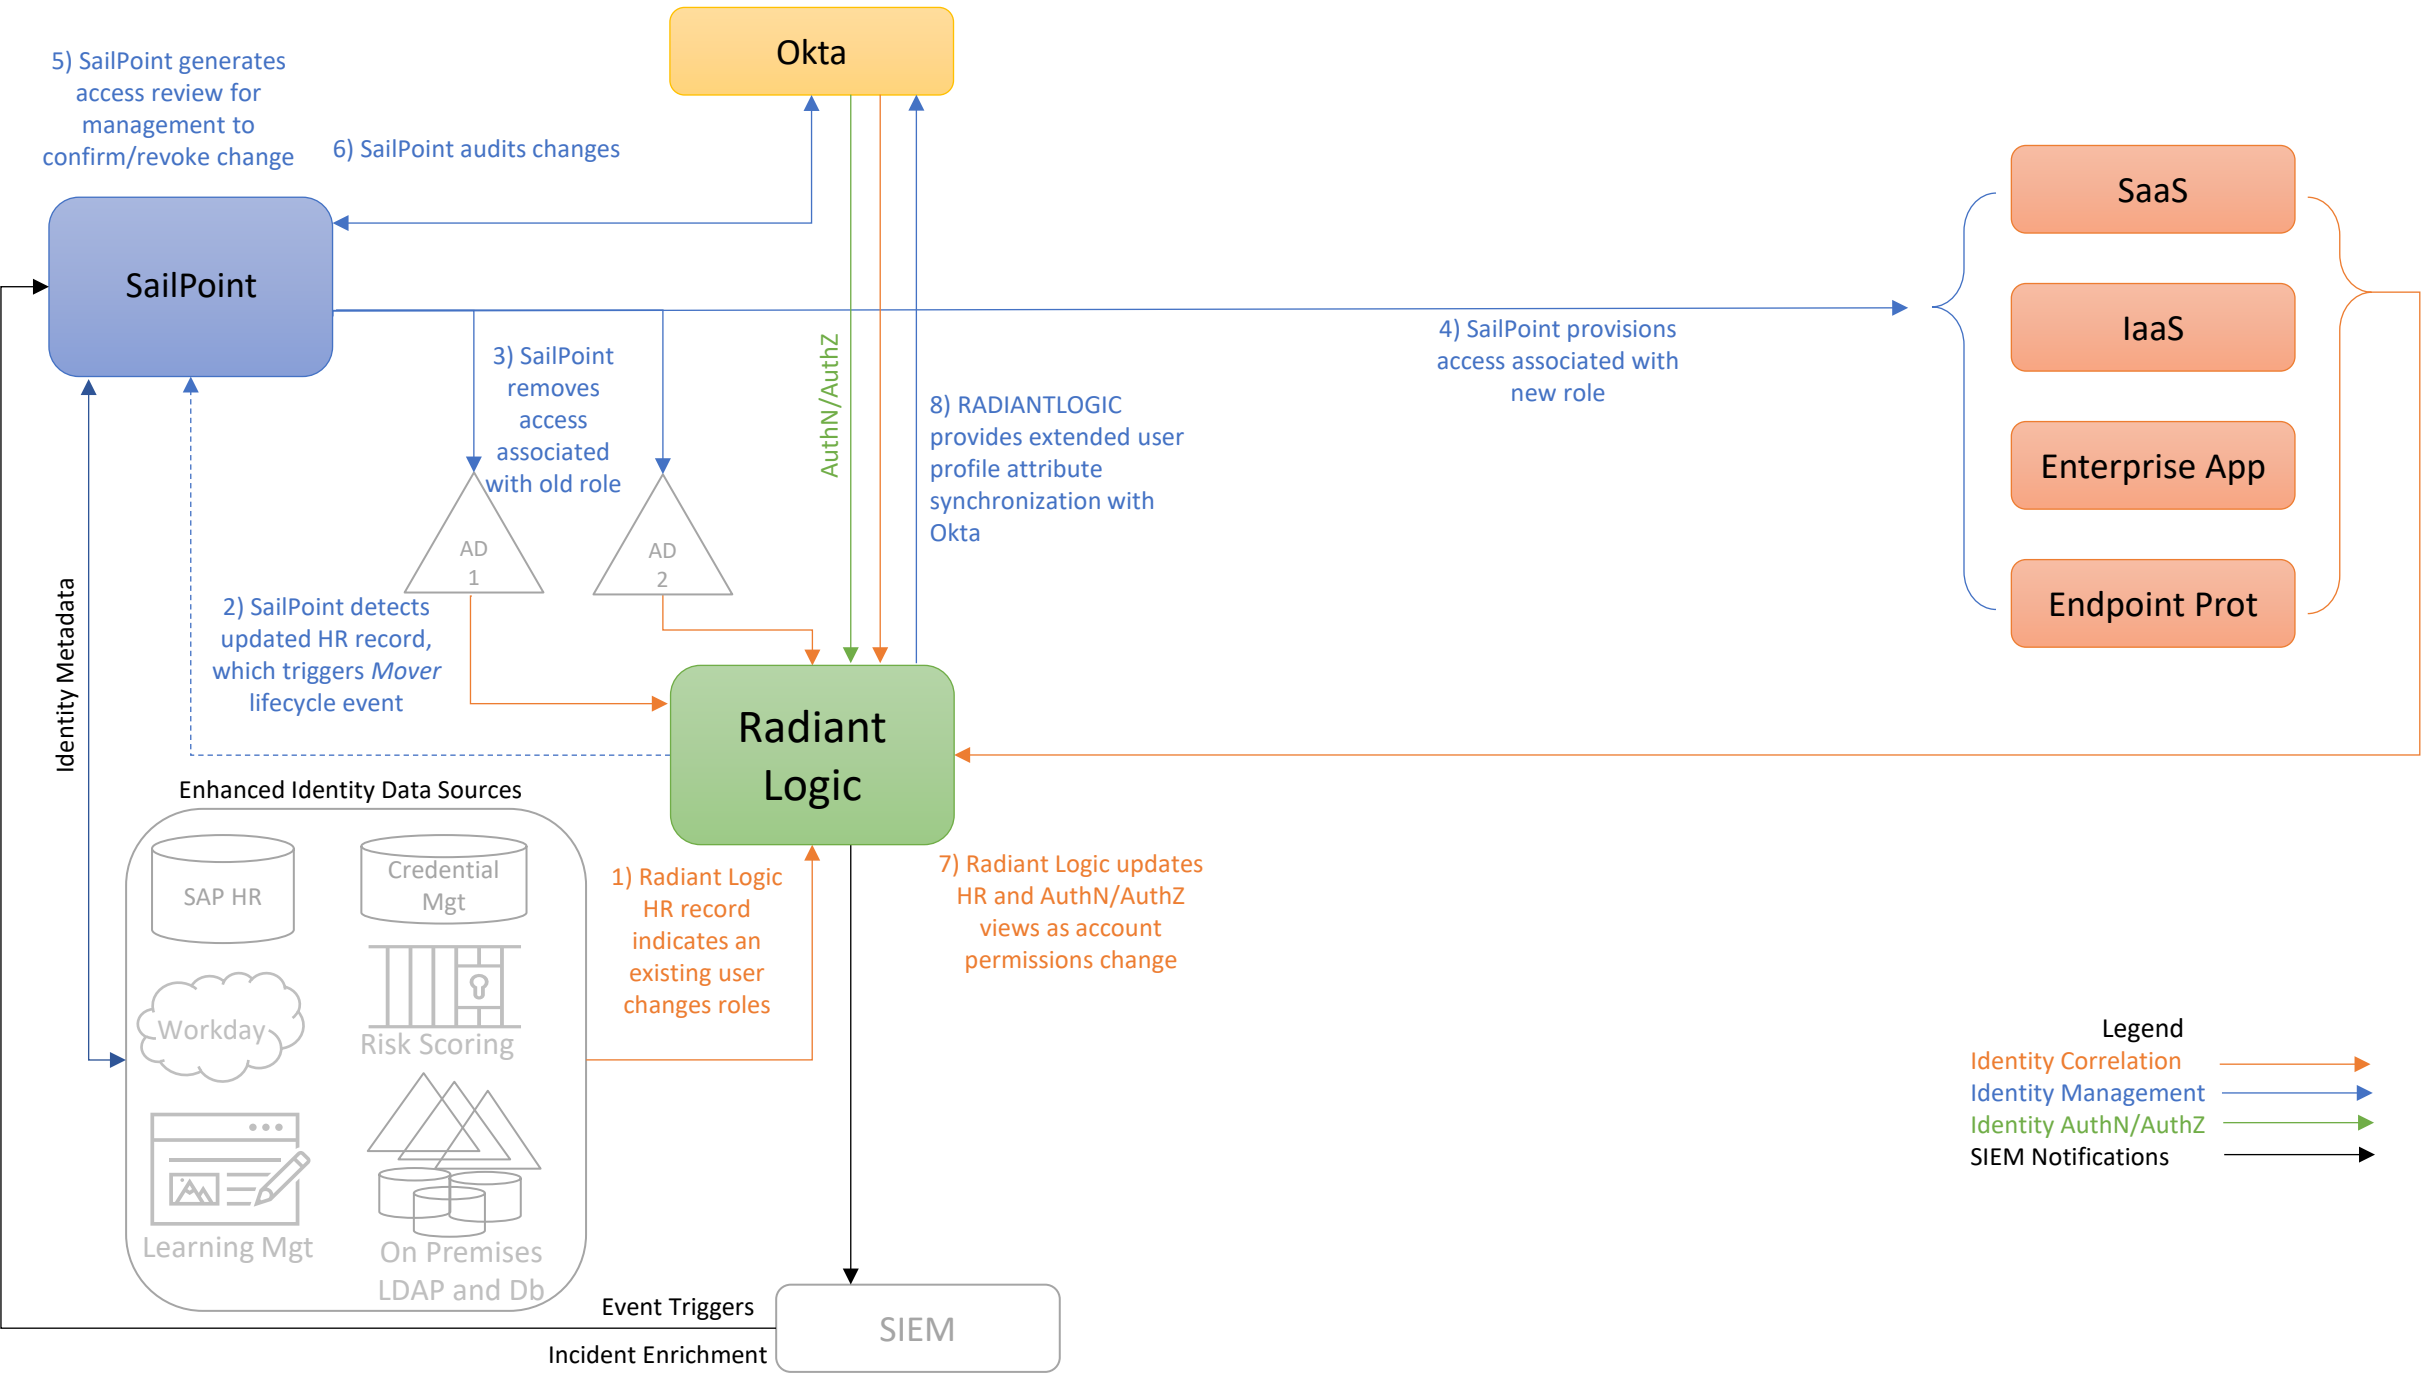 Okta
5) SailPoint generates
access review for
management to
confirm/revoke change
6) SailPoint audits changes
SaaS
SailPoint
IaaS
4) SailPoint provisions
access associated with
new role
3) SailPoint
removes
access
associated
with old role
AuthN/AuthZ
8) RADIANTLOGIC
provides extended user
profile attribute
synchronization with
Okta
Enterprise App
AD
1
AD
2
Endpoint Prot
Identity Metadata
2) SailPoint detects
updated HR record,
which triggers Mover
lifecycle event
Radiant
Logic
Enhanced Identity Data Sources
SAP HR
Credential
Mgt
Workday
Risk Scoring
Learning Mgt
On Premises
LDAP and Db
1) Radiant Logic
HR record
indicates an
existing user
changes roles
7) Radiant Logic updates
HR and AuthN/AuthZ
views as account
permissions change
Legend
Identity Correlation
Identity Management
Identity AuthN/AuthZ
SIEM Notifications
Event Triggers
SIEM
Incident Enrichment